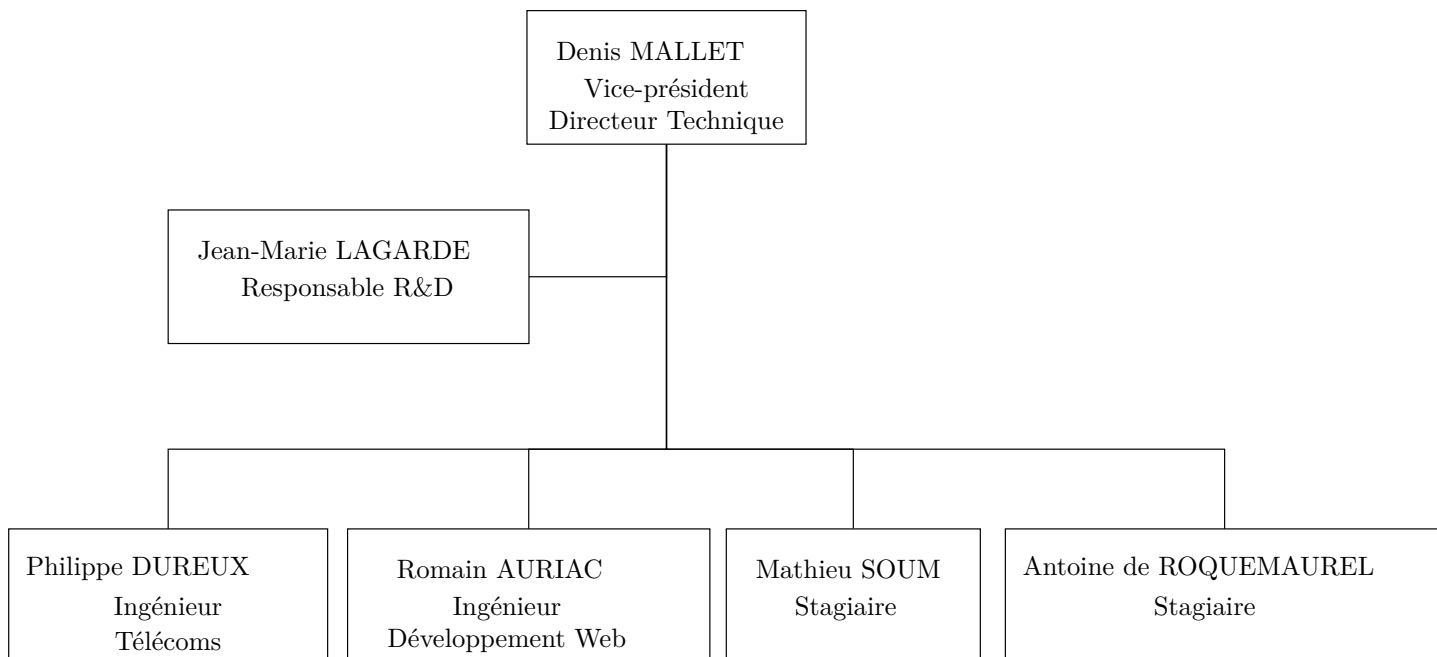 Denis MALLET
Vice-président
Directeur Technique
Jean-Marie LAGARDE
Responsable R&D
Philippe DUREUX
Ingénieur
Télécoms
Romain AURIAC
Ingénieur
Développement Web
Mathieu SOUM
Stagiaire
Antoine de ROQUEMAUREL
Stagiaire